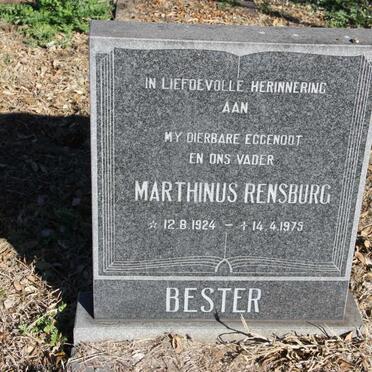 IN LIEFDEVOLLE HERINNERING
AAN
MY DIERBARE EGGENOOT
EN ONS VADER
MARTHINUS RENSBURG
☆ 12.8.1924 – ✝ 14.4.1975
BESTER